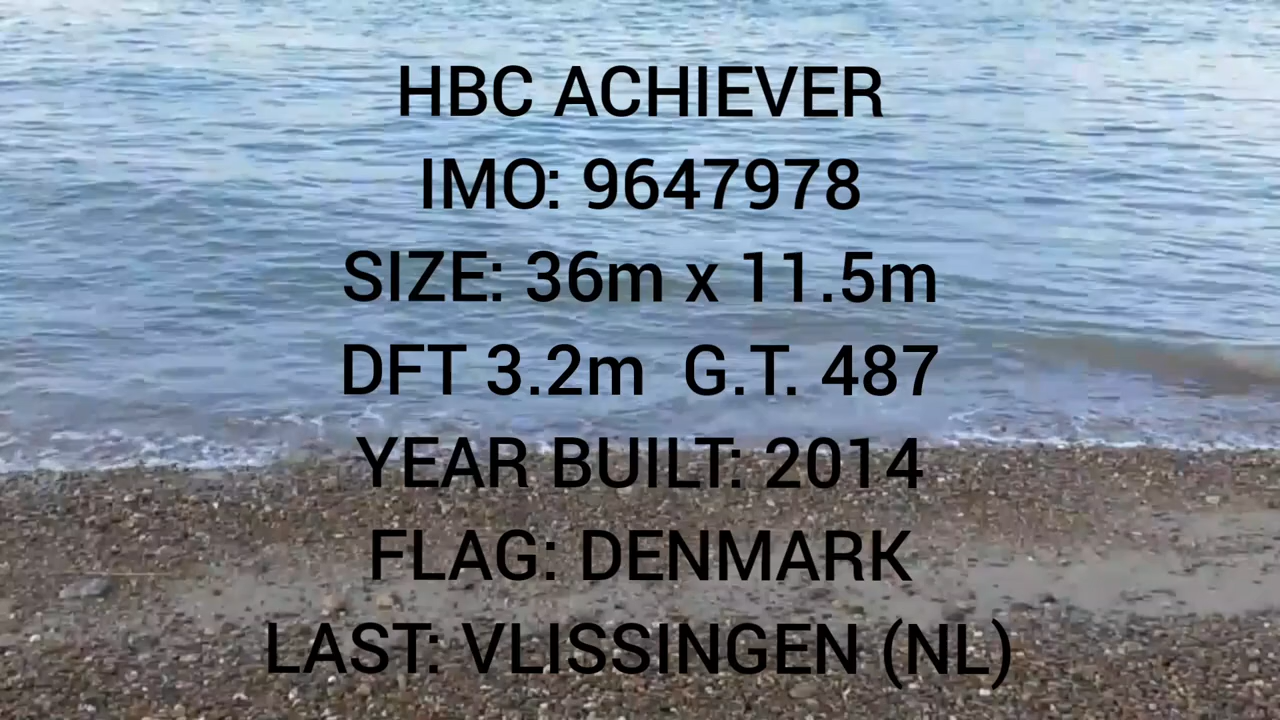 HBC ACHIEVER
IMO: 9647978
SIZE: 36m x 11.5m
DFT 3.2m  G.T. 487
YEAR BUILT: 2014
FLAG: DENMARK
LAST: VLISSINGEN (NL)